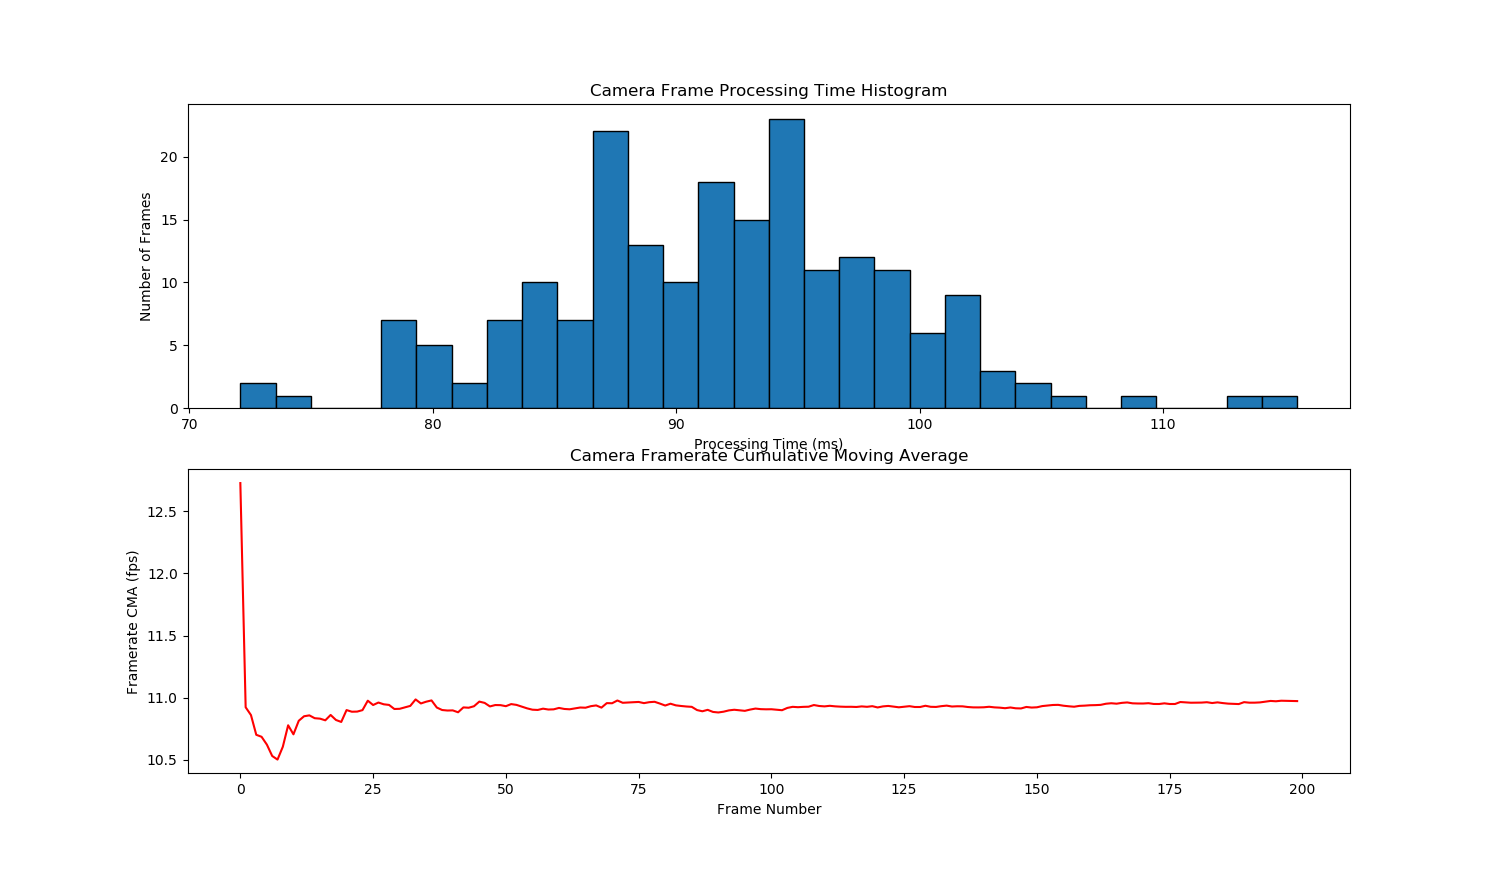 Camera Frame Processing Time Histogram
Number of Frames
20
15
10
5
0
70 80 90 100 110
Processing Time (ms)
Camera Framerate Cumulative Moving Average
Framerate CMA (fps)
12.5
12.0
11.5
11.0
10.5
0 25 50 75 100 125 150 175 200
Frame Number